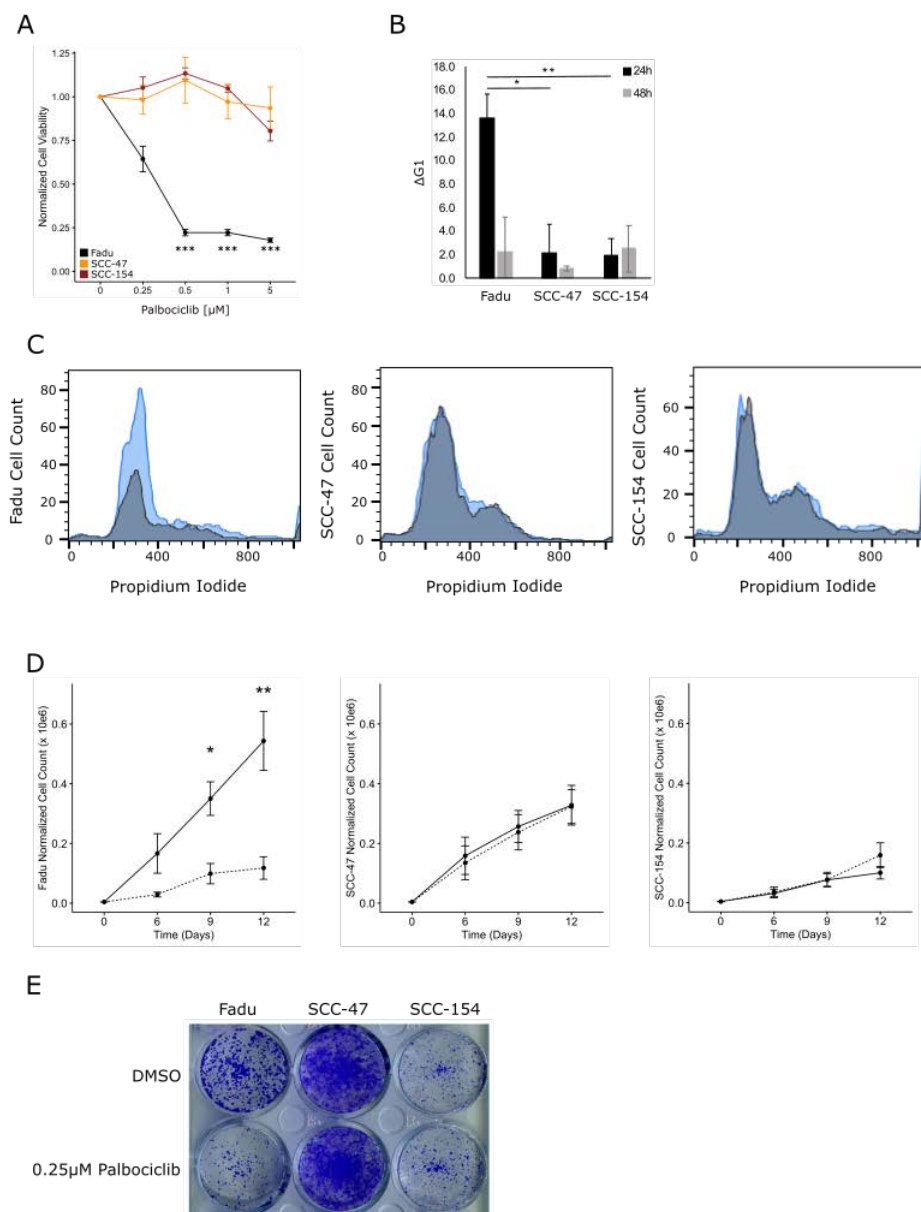 A
1.25
1.00
0.75
0.50
0.25
0.00
Normalized Cell Viability
***
***
***
Fadu
SCC-47
SCC-154
0
0.25
0.5
1
5
Palbociclib [µM]
B
18.0
16.0
14.0
12.0
10.0
8.0
6.0
4.0
2.0
0.0
ΔG1
**
*
24h
48h
Fadu SCC-47 SCC-154
C
Fadu Cell Count
80
60
40
20
0
0 400 800
Propidium Iodide
SCC-47 Cell Count
80
60
40
20
0
0 400 800
Propidium Iodide
SCC-154 Cell Count
60
40
20
0
0 400 800
Propidium Iodide
D
Fadu Normalized Cell Count (x 10e6)
0.6
0.4
0.2
0.0
*
**
0 6 9 12
Time (Days)
SCC-47 Normalized Cell Count (x 10e6)
0.6
0.4
0.2
0.0
0 6 9 12
Time (Days)
SCC-154 Normalized Cell Count (x 10e6)
0.6
0.4
0.2
0.0
0 6 9 12
Time (Days)
E
Fadu SCC-47 SCC-154
DMSO
0.25µM Palbociclib